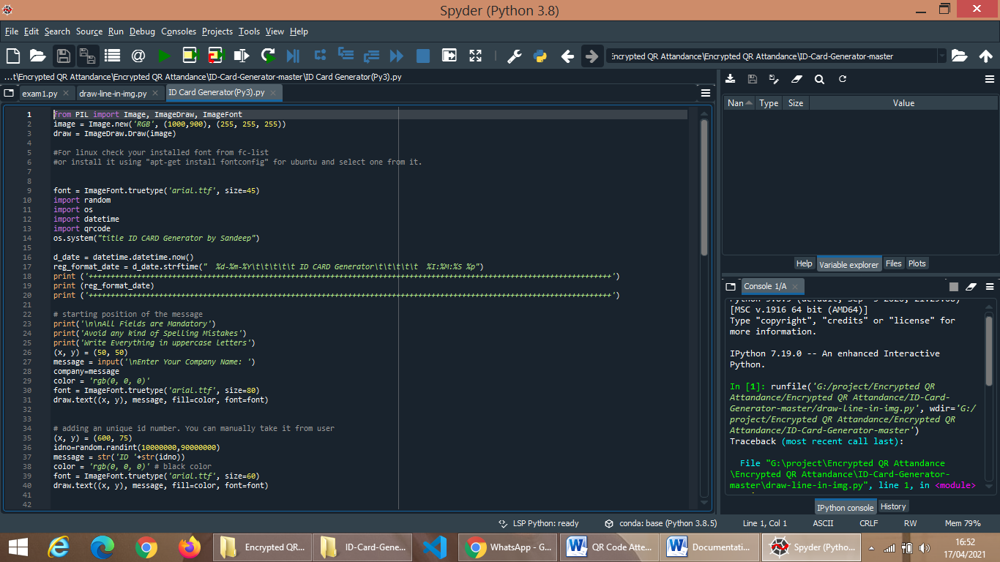 Spyder (Python 3.8)
File Edit Search Source Run Debug Consoles Projects Tools View Help
Encrypted QR Attandance\Encrypted QR Attandance\ID-Card-Generator-master
...t\Encrypted QR Attandance\Encrypted QR Attandance\ID-Card-Generator-master\ID Card Generator(Py3).py
exam1.py draw-line-in-img.py ID Card Generator(Py3).py
1 from PIL import Image, ImageDraw, ImageFont
2 image = Image.new('RGB', (1000,900), (255, 255, 255))
3 draw = ImageDraw.Draw(image)
4
5 #For linux check your installed font from fc-list
6 #or install it using "apt-get install fontconfig" for ubuntu and select one from it.
7
8
9 font = ImageFont.truetype('arial.ttf', size=45)
10 import random
11 import os
12 import datetime
13 import qrcode
14 os.system("title ID CARD Generator by Sandeep")
15
16 d_date = datetime.datetime.now()
17 reg_format_date = d_date.strftime("  %d-%m-%Y\t\t\t\t\t ID CARD Generator\t\t\t\t\t  %I:%M:%S %p")
18 print ('+++++++++++++++++++++++++++++++++++++++++++++++++++++++++++++++++++++++++++++++++++++++++++++++++++++++++++++++++++++++')
19 print (reg_format_date)
20 print ('+++++++++++++++++++++++++++++++++++++++++++++++++++++++++++++++++++++++++++++++++++++++++++++++++++++++++++++++++++++++')
21
22 # starting position of the message
23 print('\n\nAll Fields are Mandatory')
24 print('Avoid any kind of Spelling Mistakes')
25 print('Write Everything in uppercase letters')
26 (x, y) = (50, 50)
27 message = input('\nEnter Your Company Name: ')
28 company=message
29 color = 'rgb(0, 0, 0)'
30 font = ImageFont.truetype('arial.ttf', size=80)
31 draw.text((x, y), message, fill=color, font=font)
32
33
34 # adding an unique id number. You can manually take it from user
35 (x, y) = (600, 75)
36 idno=random.randint(10000000,90000000)
37 message = str('ID '+str(idno))
38 color = 'rgb(0, 0, 0)' # black color
39 font = ImageFont.truetype('arial.ttf', size=60)
40 draw.text((x, y), message, fill=color, font=font)
41
42
Nan Type Size Value
Help Variable explorer Files Plots
Console 1/A
Python 3.8.5 (default, Sep 3 2020, 21:29:08)
[MSC v.1916 64 bit (AMD64)]
Type "copyright", "credits" or "license" for
more information.
IPython 7.19.0 -- An enhanced Interactive
Python.
In [1]: runfile('G:/project/Encrypted QR
Attandance/Encrypted QR Attandance/ID-Card-
Generator-master/draw-line-in-img.py', wdir='G:/
project/Encrypted QR Attandance/Encrypted QR
Attandance/ID-Card-Generator-master')
Traceback (most recent call last):
File "G:\project\Encrypted QR Attandance
\Encrypted QR Attandance\ID-Card-Generator-
master\draw-line-in-img.py", line 1, in <module>
IPython console History
LSP Python: ready conda: base (Python 3.8.5) Line 1, Col 1 ASCII CRLF RW Mem 79%
Encrypted QR... ID-Card-Gene... WhatsApp - G... QR Code Atte... Documentati... Spyder (Pytho...
16:52
17/04/2021